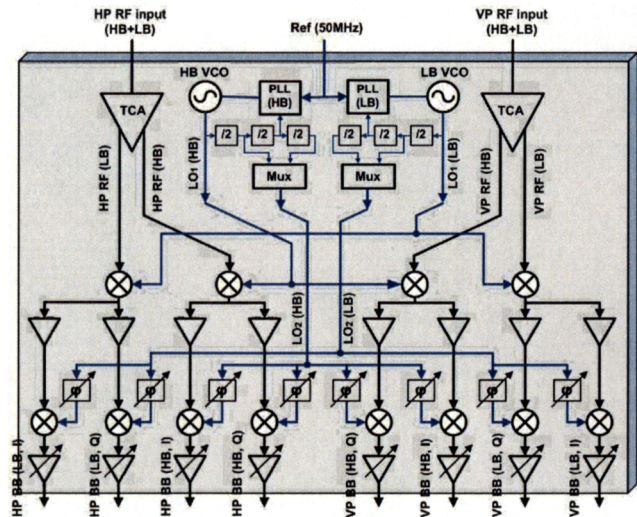 HP RF input
(HB+LB)
Ref (50MHz)
VP RF input
(HB+LB)
HB VCO
LB VCO
PLL
(HB)
PLL
(LB)
TCA
TCA
/2
/2
/2
/2
/2
/2
Mux
Mux
HP RF (LB)
HP RF (HB)
LO1 (HB)
LO1 (LB)
VP RF (HB)
VP RF (LB)
LO2 (HB)
LO2 (LB)
φ
φ
φ
φ
φ
φ
φ
φ
HP BB (LB, I)
HP BB (LB, Q)
HP BB (HB, I)
HP BB (HB, Q)
VP BB (HB, Q)
VP BB (HB, I)
VP BB (LB, Q)
VP BB (LB, I)